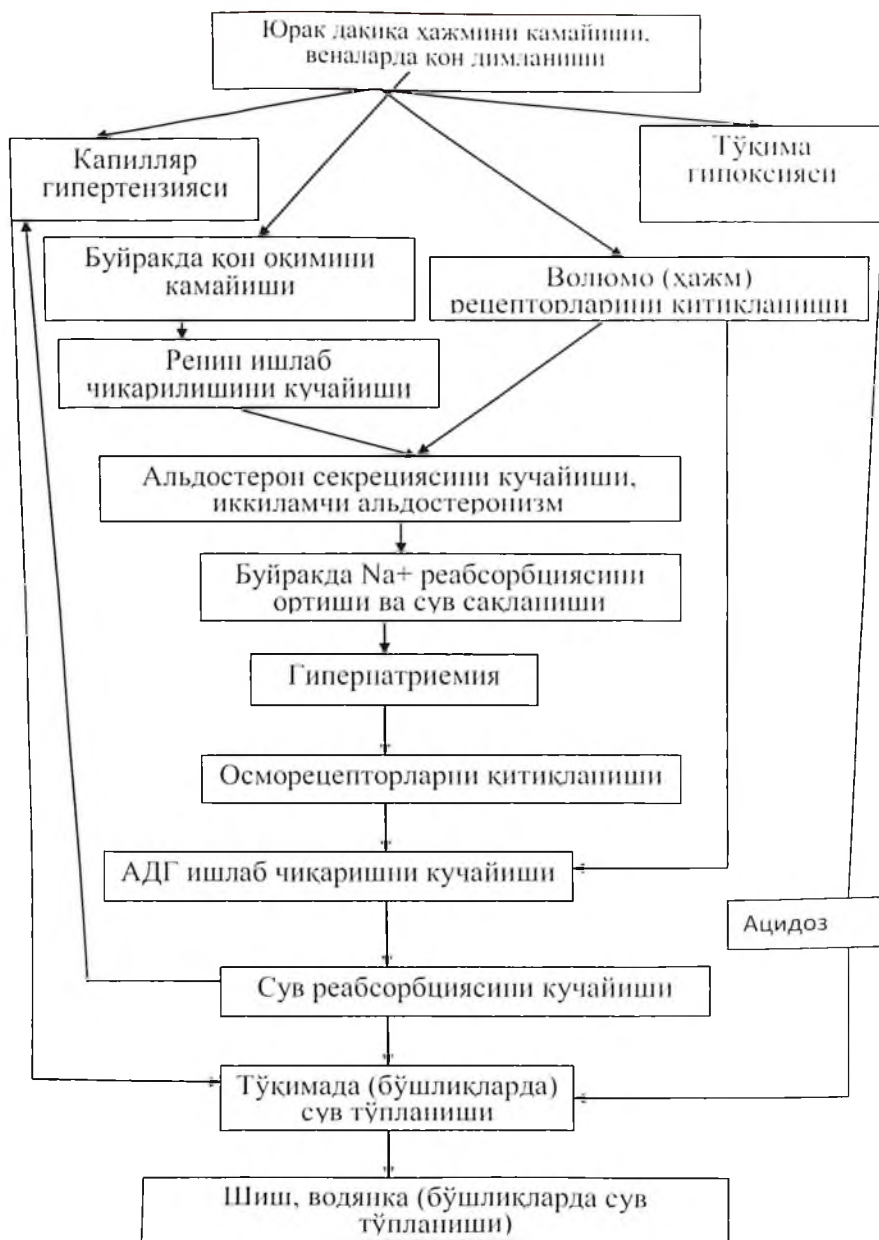 Юрак дақиқа ҳажмини камайиши,
веналарда қон димланиши
Капилляр
гипертензияси
Тўқима
гипоксияси
Буйракда қон оқимини
камайиши
Волюмо (ҳажм)
рецепторларини қитиқланиши
Ренин ишлаб
чиқарилишини кучайиши
Альдостерон секрециясини кучайиши,
иккиламчи альдостеронизм
Буйракда Na+ реабсорбциясини
ортиши ва сув сақланиши
Гипернатриемия
Осморецепторларни қитиқланиши
АДГ ишлаб чиқаришни кучайиши
Ацидоз
Сув реабсорбциясини кучайиши
Тўқимада (бўшлиқларда)
сув тўпланиши
Шиш, водянка (бўшлиқларда сув
тўпланиши)